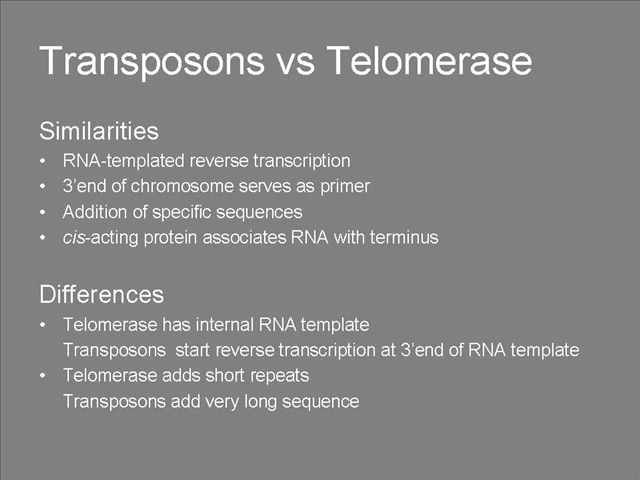 Transposons vs Telomerase
Similarities
• RNA-templated reverse transcription
• 3'end of chromosome serves as primer
• Addition of specific sequences
• cis-acting protein associates RNA with terminus
Differences
• Telomerase has internal RNA template
Transposons start reverse transcription at 3'end of RNA template
• Telomerase adds short repeats
Transposons add very long sequence